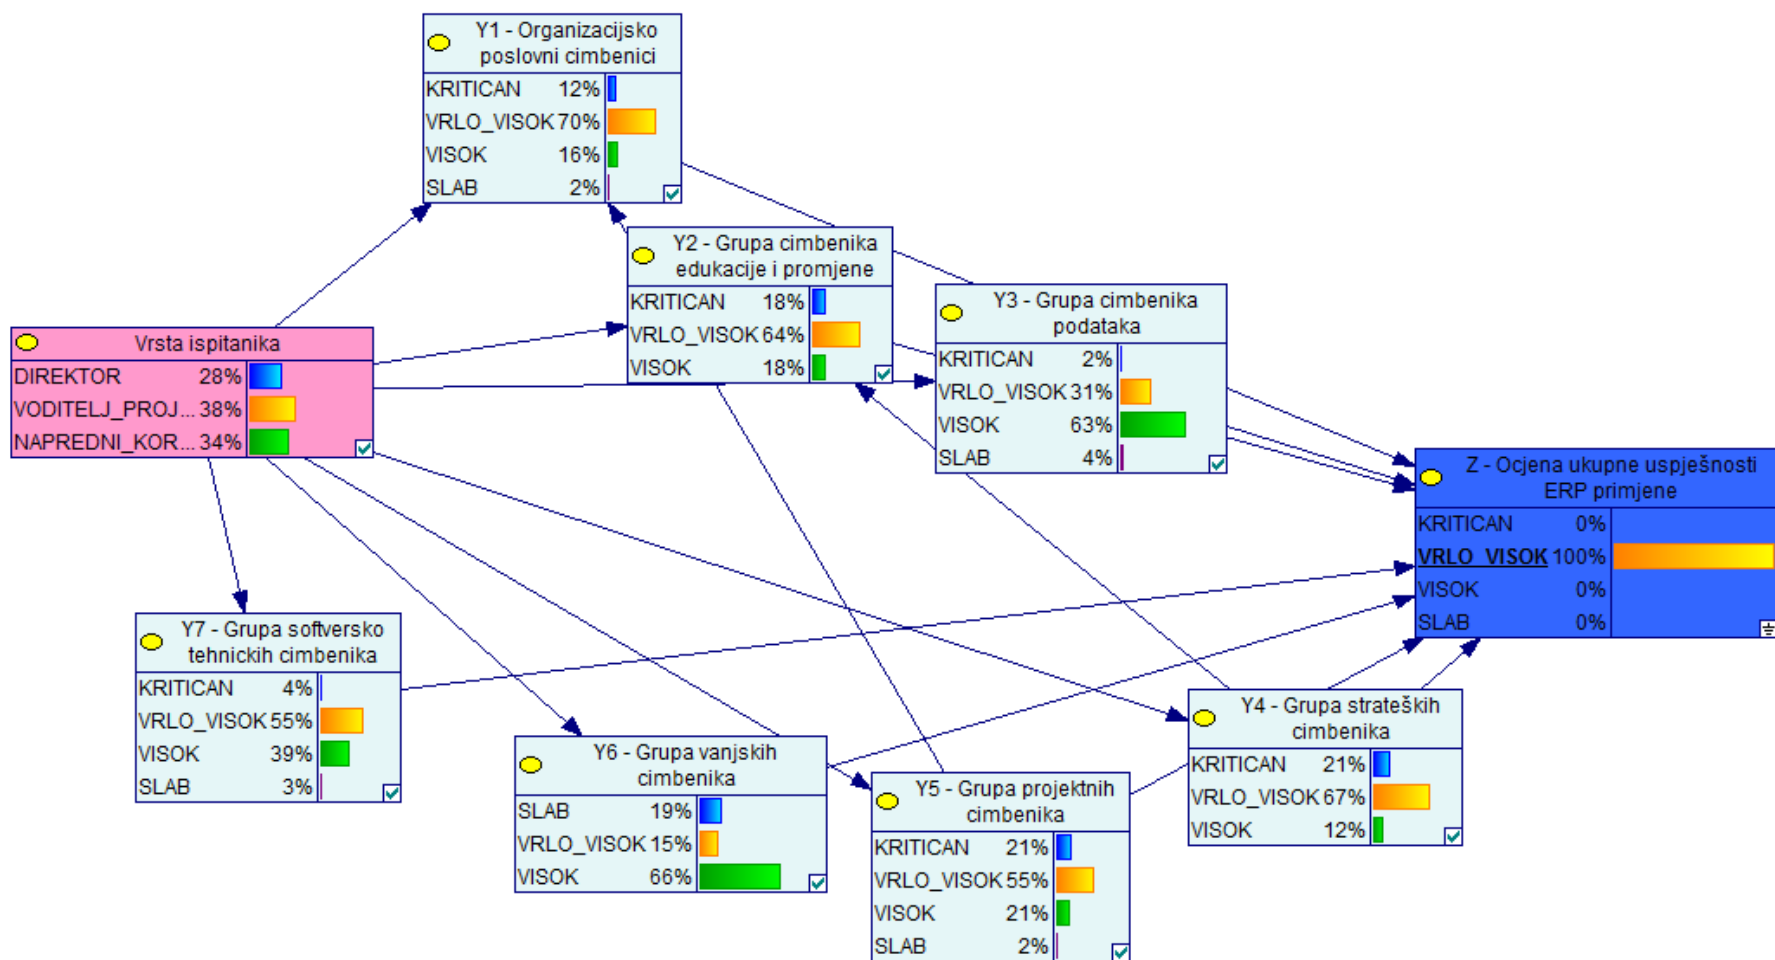 Y1 - Organizacijsko
poslovni cimbenici
KRITICAN 12%
VRLO_VISOK 70%
VISOK 16%
SLAB 2%
Y2 - Grupa cimbenika
edukacije i promjene
KRITICAN 18%
VRLO_VISOK 64%
VISOK 18%
Y3 - Grupa cimbenika
podataka
KRITICAN 2%
VRLO_VISOK 31%
VISOK 63%
SLAB 4%
Vrsta ispitanika
DIREKTOR 28%
VODITELJ_PROJ... 38%
NAPREDNI_KOR... 34%
Z - Ocjena ukupne uspješnosti
ERP primjene
KRITICAN 0%
VRLO_VISOK 100%
VISOK 0%
SLAB 0%
Y7 - Grupa softversko
tehnickih cimbenika
KRITICAN 4%
VRLO_VISOK 55%
VISOK 39%
SLAB 3%
Y6 - Grupa vanjskih
cimbenika
SLAB 19%
VRLO_VISOK 15%
VISOK 66%
Y5 - Grupa projektnih
cimbenika
KRITICAN 21%
VRLO_VISOK 55%
VISOK 21%
SLAB 2%
Y4 - Grupa strateških
cimbenika
KRITICAN 21%
VRLO_VISOK 67%
VISOK 12%